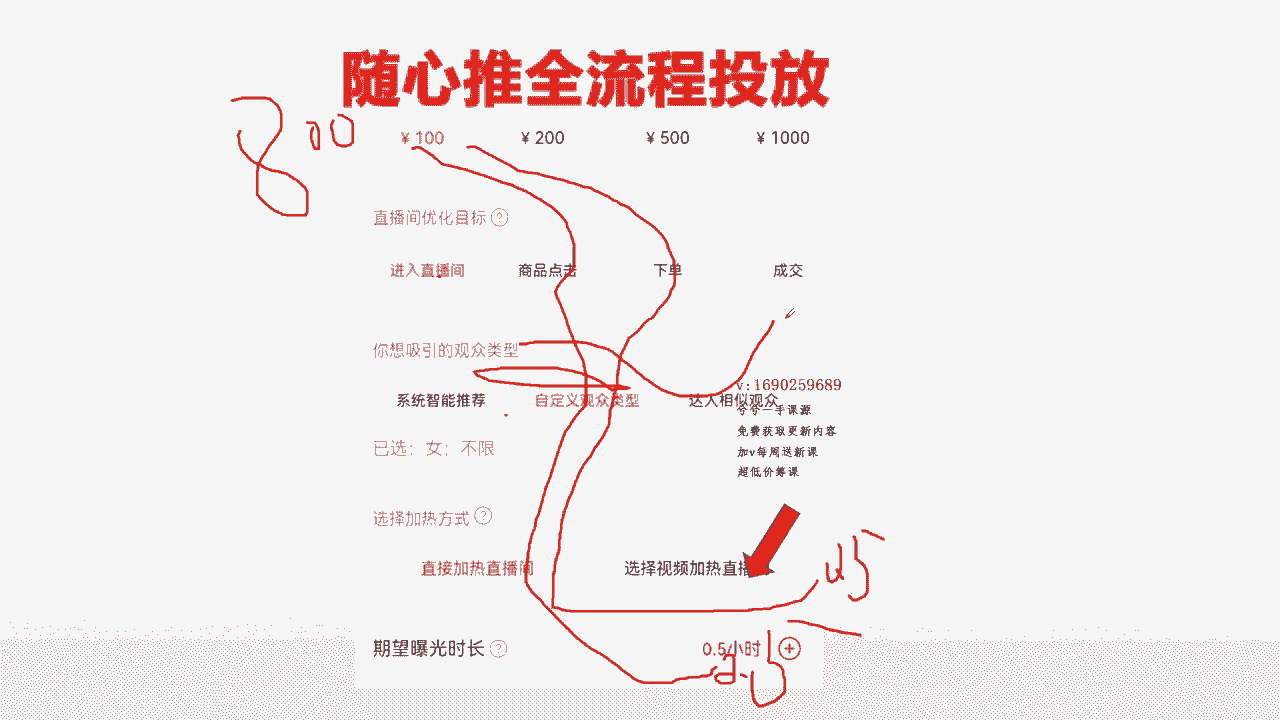 随心推全流程投放
800
¥ 100 ¥ 200 ¥ 500 ¥ 1000
直播间优化目标 ?
进入直播间 商品点击 下单 成交
你想吸引的观众类型
系统智能推荐 自定义观众类型 达人相似观众
v:1690259689
兮兮一手课源
免费获取更新内容
加v每周送新课
超低价筹课
已选：女；不限
选择加热方式 ?
直接加热直播间 选择视频加热直播
期望曝光时长 ? 0.5小时